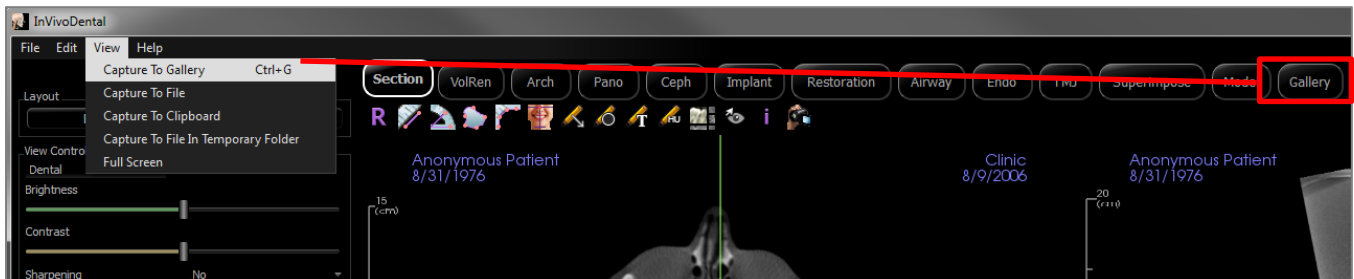 InVivoDental
File Edit View Help
Capture To Gallery Ctrl+G
Capture To File
Capture To Clipboard
Capture To File In Temporary Folder
Full Screen
Layout
View Contro
Dental
Brightness
Contrast
Sharpening No
Section VolRen Arch Pano Ceph Implant Restoration Airway Endo TMJ Superimpose Model Gallery
R T HU i
Anonymous Patient
8/31/1976
Clinic
8/9/2006
15
(cm)
Anonymous Patient
8/31/1976
20
(cm)